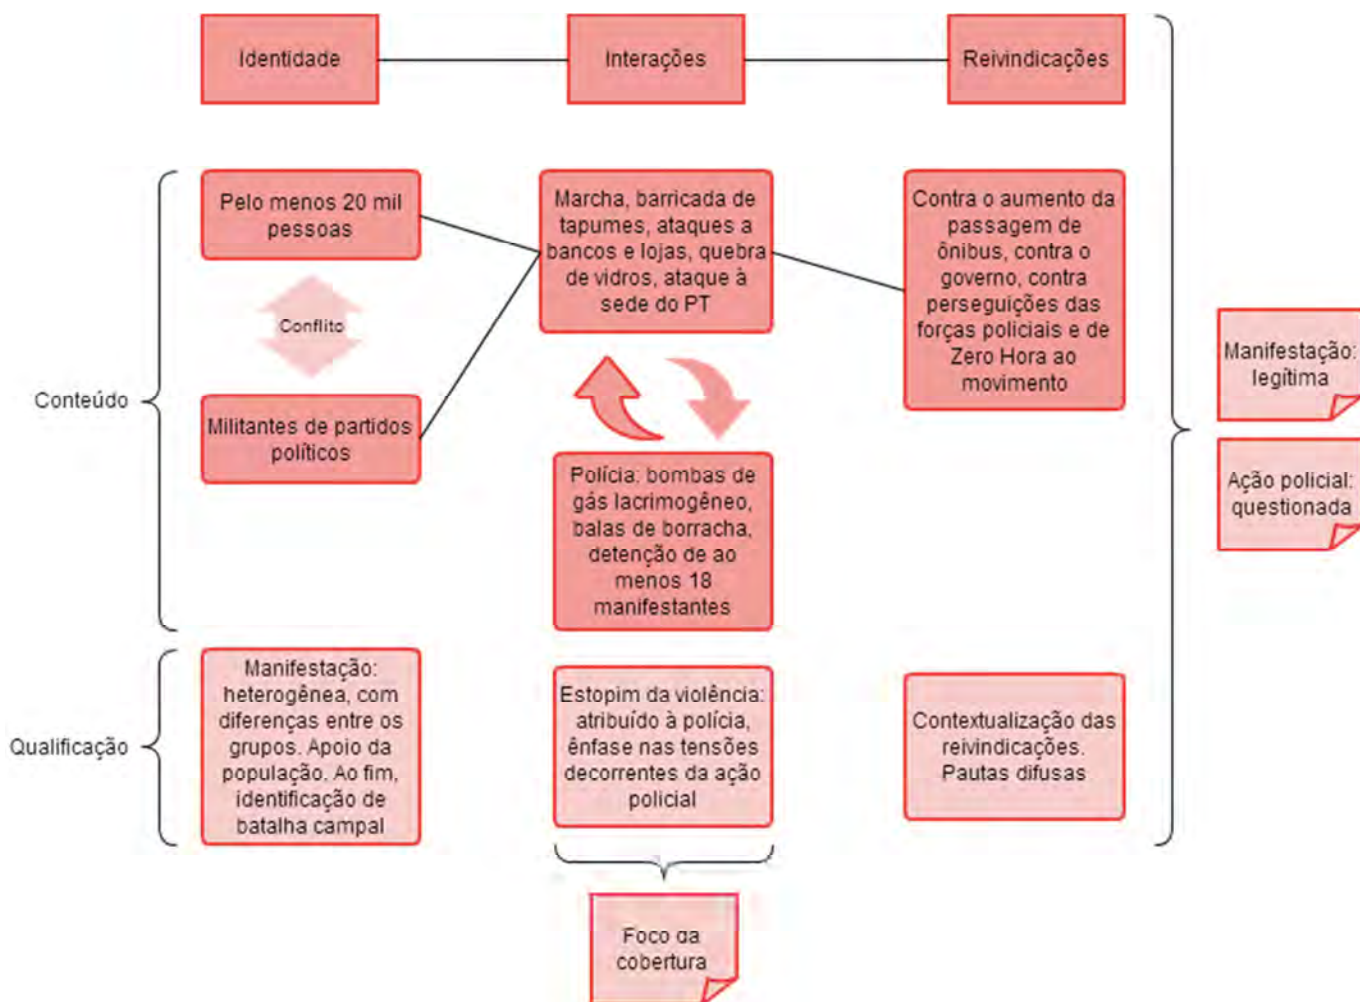 Identidade
Interações
Reivindicações
Conteúdo
Pelo menos 20 mil
pessoas
Conflito
Militantes de partidos
políticos
Marcha, barricada de
tapumes, ataques a
bancos e lojas, quebra
de vidros, ataque à
sede do PT
Polícia: bombas de
gás lacrimogêneo,
balas de borracha,
detenção de ao
menos 18
manifestantes
Contra o aumento da
passagem de
ônibus, contra o
governo, contra
perseguições das
forças policiais e de
Zero Hora ao
movimento
Manifestação:
legítima
Ação policial:
questionada
Qualificação
Manifestação:
heterogênea, com
diferenças entre os
grupos. Apoio da
população. Ao fim,
identificação de
batalha campal
Estopim da violência:
atribuído à polícia,
ênfase nas tensões
decorrentes da ação
policial
Contextualização das
reivindicações.
Pautas difusas
Foco da
cobertura